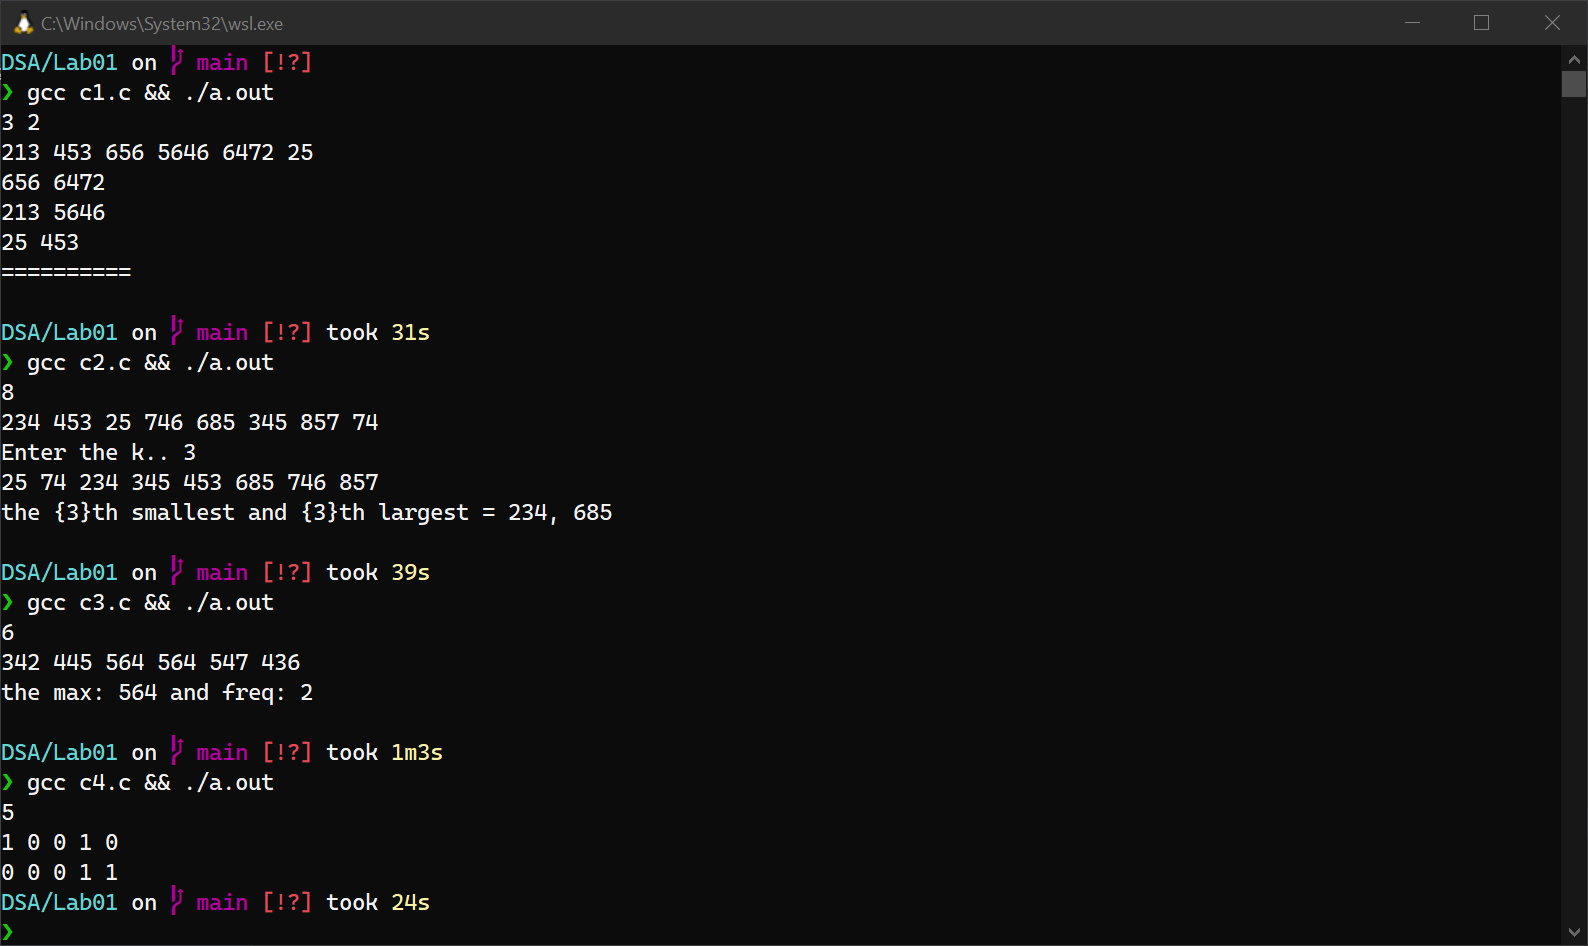 C:\Windows\System32\wsl.exe
DSA/Lab01 on main [!?]
❯ gcc c1.c && ./a.out
3 2
213 453 656 5646 6472 25
656 6472
213 5646
25 453
==========
DSA/Lab01 on main [!?] took 31s
❯ gcc c2.c && ./a.out
8
234 453 25 746 685 345 857 74
Enter the k.. 3
25 74 234 345 453 685 746 857
the {3}th smallest and {3}th largest = 234, 685
DSA/Lab01 on main [!?] took 39s
❯ gcc c3.c && ./a.out
6
342 445 564 564 547 436
the max: 564 and freq: 2
DSA/Lab01 on main [!?] took 1m3s
❯ gcc c4.c && ./a.out
5
1 0 0 1 0
0 0 0 1 1
DSA/Lab01 on main [!?] took 24s
❯